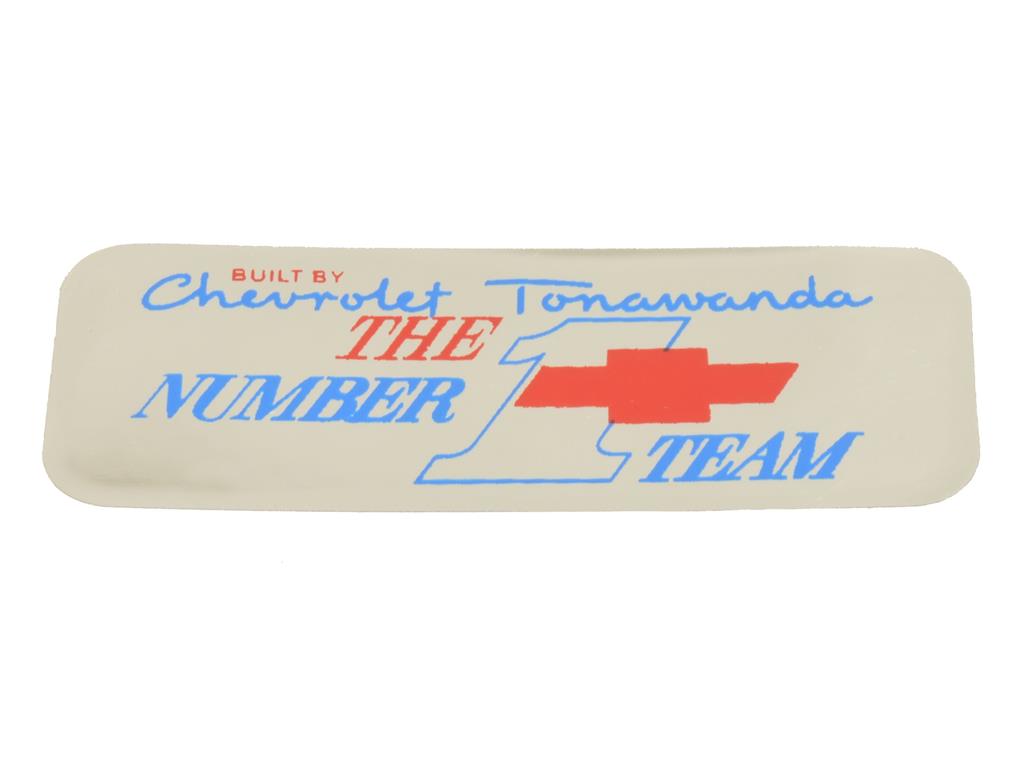 BUILT BY
Chevrolet Tonawanda
THE
NUMBER 1
TEAM